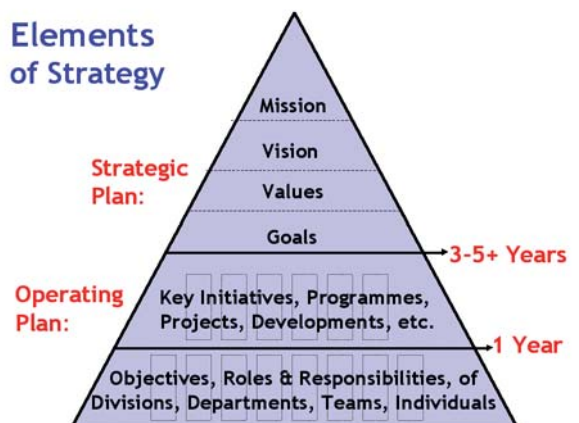 Elements
of Strategy
Mission
Vision
Strategic
Plan:
Values
Goals
3-5+ Years
Operating
Plan:
Key Initiatives, Programmes,
Projects, Developments, etc.
1 Year
Objectives, Roles & Responsibilities, of
Divisions, Departments, Teams, Individuals